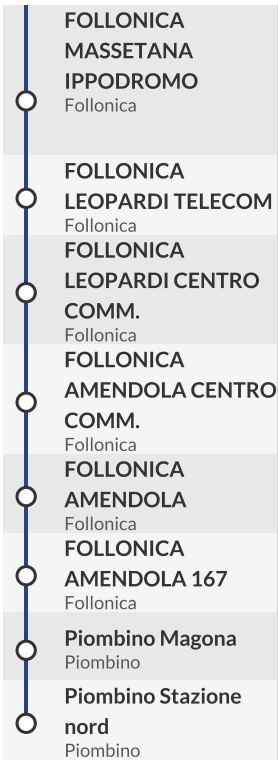 FOLLONICA
MASSETANA
IPPODROMO
Follonica
FOLLONICA
LEOPARDI TELECOM
Follonica
FOLLONICA
LEOPARDI CENTRO
COMM.
Follonica
FOLLONICA
AMENDOLA CENTRO
COMM.
Follonica
FOLLONICA
AMENDOLA
Follonica
FOLLONICA
AMENDOLA 167
Follonica
Piombino Magona
Piombino
Piombino Stazione
nord
Piombino